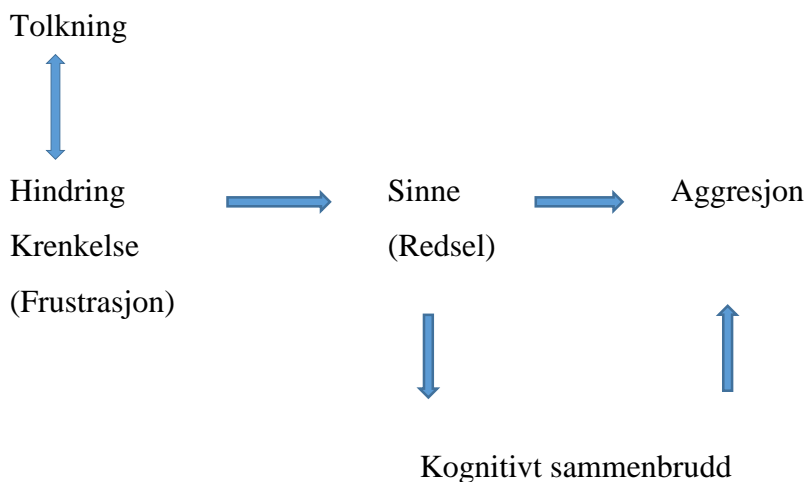 Tolkning
Hindring Sinne Aggresjon
Krenkelse (Redsel)
(Frustrasjon)
Kognitivt sammenbrudd